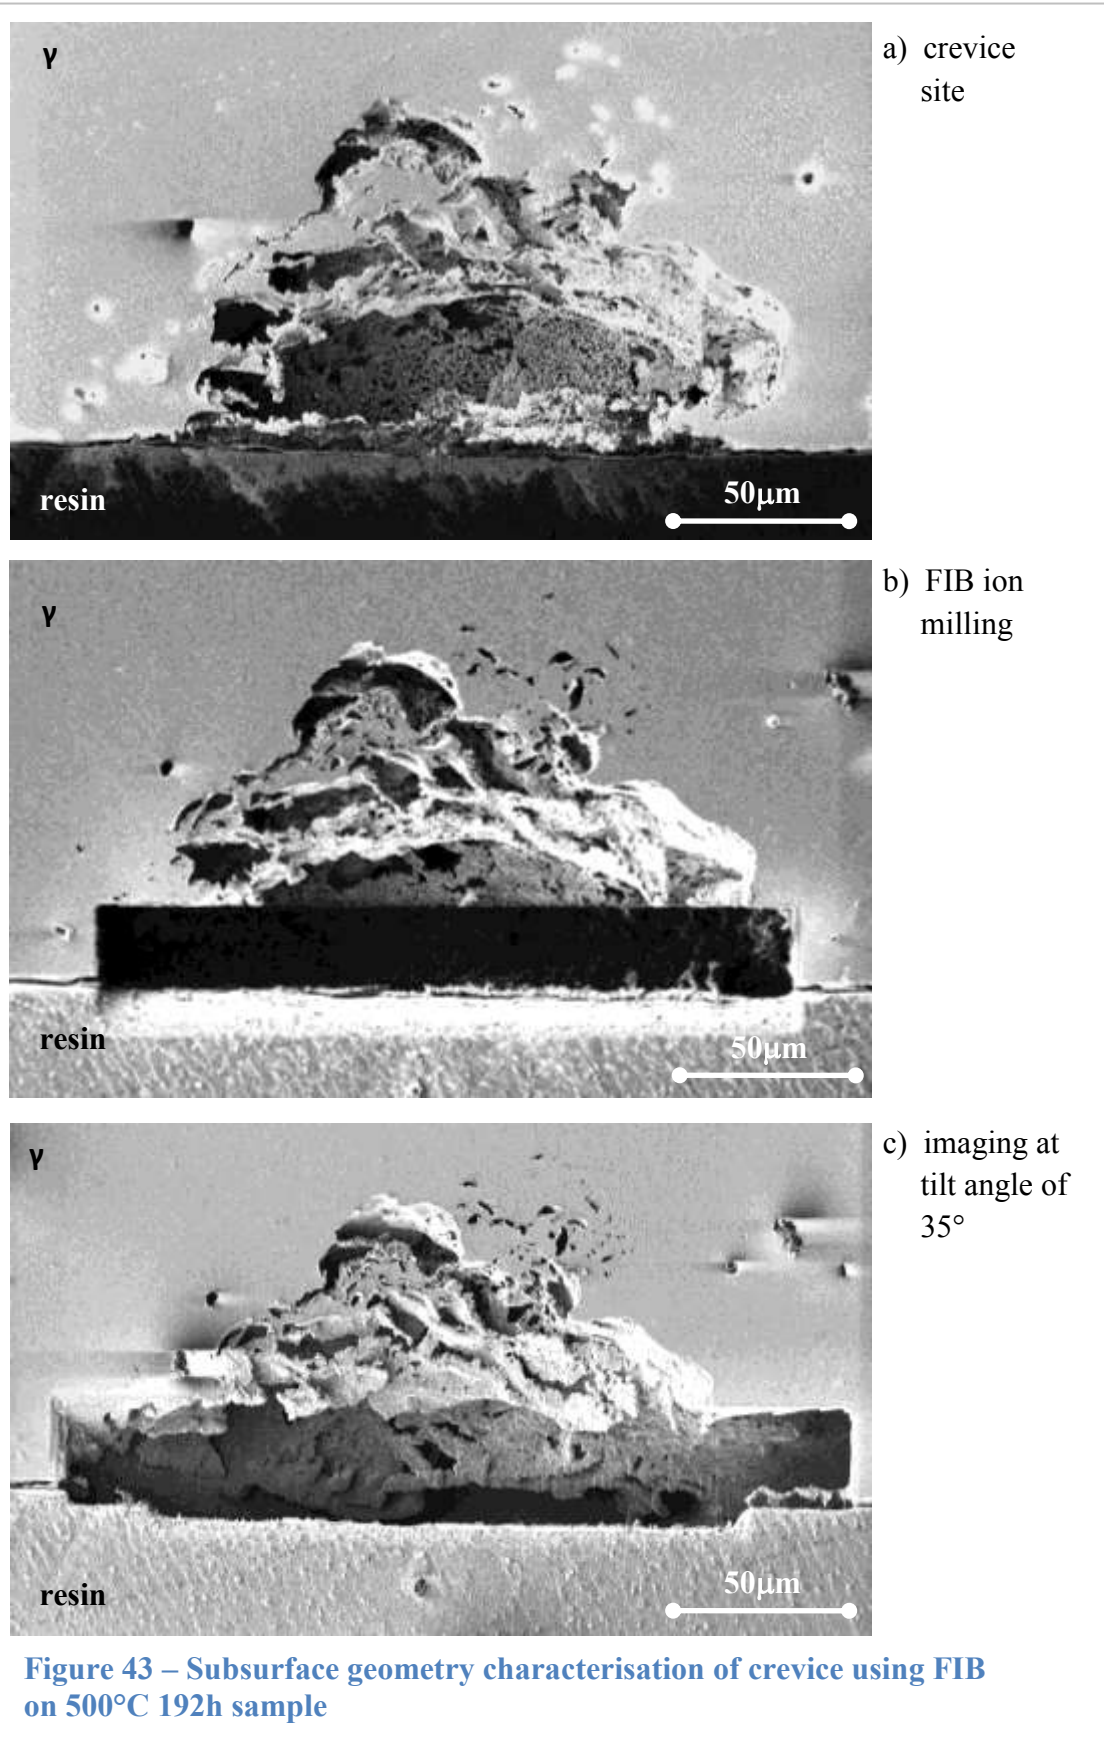 γ
a) crevice
site
resin
50μm
γ
b) FIB ion
milling
resin
50μm
γ
c) imaging at
tilt angle of
35°
resin
50μm
Figure 43 – Subsurface geometry characterisation of crevice using FIB
on 500°C 192h sample